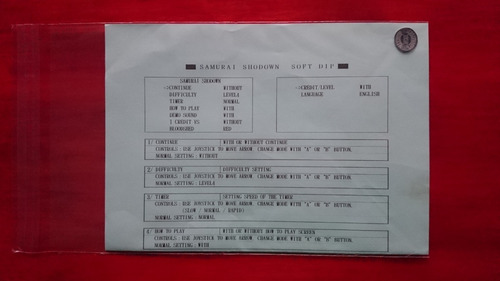 SAMURAI SHODOWN SOFT DIP
SAMURAI SHODOWN
->CONTINUE WITHOUT
DIFFICULTY LEVEL4
TIMER NORMAL
HOW TO PLAY WITH
DEMO SOUND WITH
1 CREDIT VS WITHOUT
BLOODSHED RED
->CREDIT/LEVEL WITH
LANGUAGE ENGLISH
1/ CONTINUE | WITH OR WITHOUT CONTINUE
CONTROLS : USE JOYSTICK TO MOVE ARROW, CHANGE MODE WITH "A" OR "B" BUTTON.
NORMAL SETTING : WITHOUT
2/ DIFFICULTY | DIFFICULTY SETTING
CONTROLS : USE JOYSTICK TO MOVE ARROW, CHANGE MODE WITH "A" OR "B" BUTTON.
NORMAL SETTING : LEVEL4
3/ TIMER | SETTING SPEED OF THE TIMER
CONTROLS : USE JOYSTICK TO MOVE ARROW, CHANGE MODE WITH "A" OR "B" BUTTON.
(SLOW / NORMAL / RAPID)
NORMAL SETTING : NORMAL
4/ HOW TO PLAY | WITH OR WITHOUT HOW TO PLAY SCREEN
CONTROLS : USE JOYSTICK TO MOVE ARROW, CHANGE MODE WITH "A" OR "B" BUTTON.
NORMAL SETTING : WITH